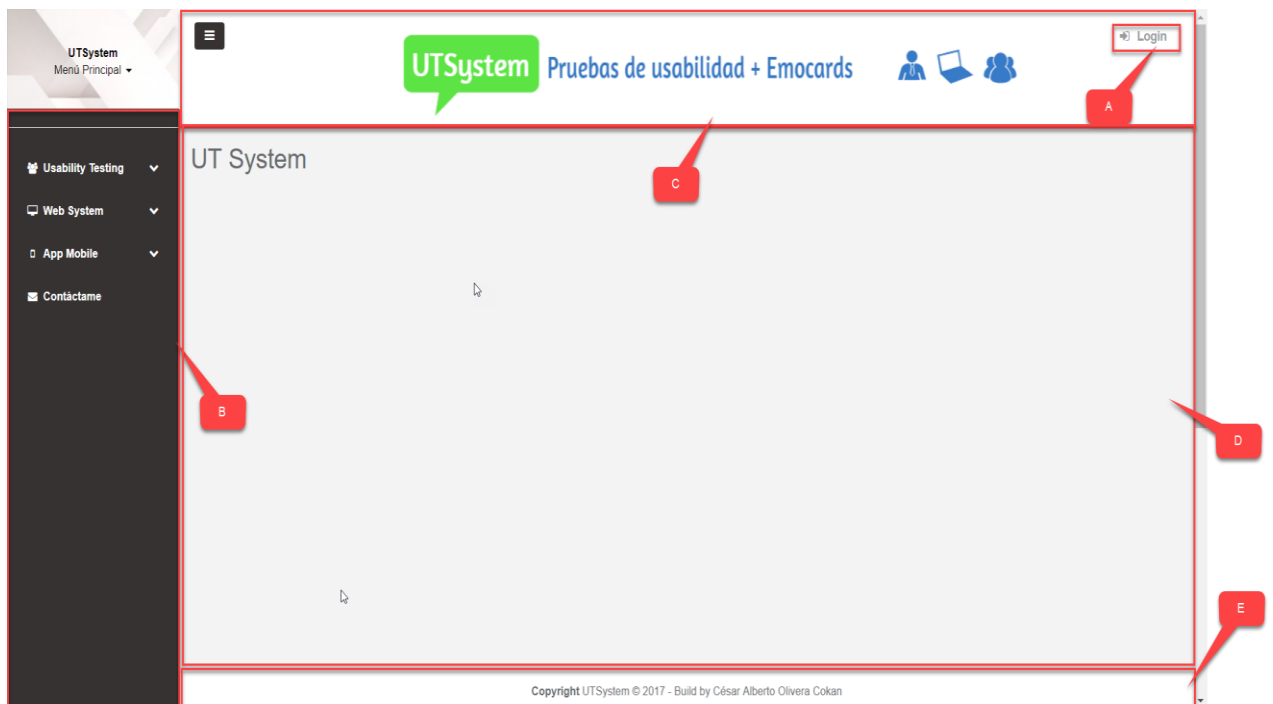 UTSystem
Menú Principal
Login
UTSystem Pruebas de usabilidad + Emocards
A
UT System
C
Usability Testing
Web System
App Mobile
Contáctame
B
D
E
Copyright UTSystem © 2017 - Build by César Alberto Olivera Cokan